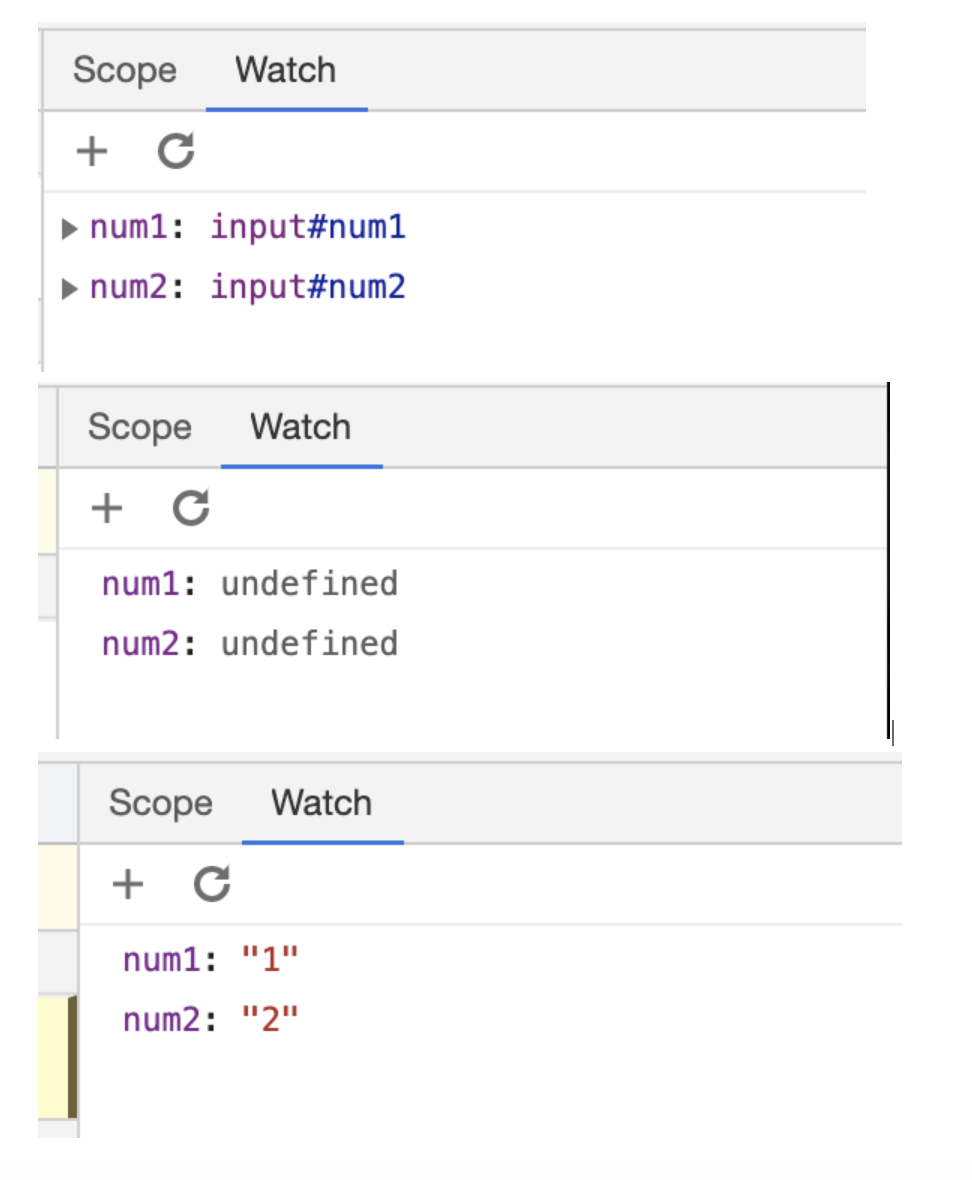 Scope Watch
num1: input#num1
num2: input#num2
Scope Watch
num1: undefined
num2: undefined
Scope Watch
num1: "1"
num2: "2"